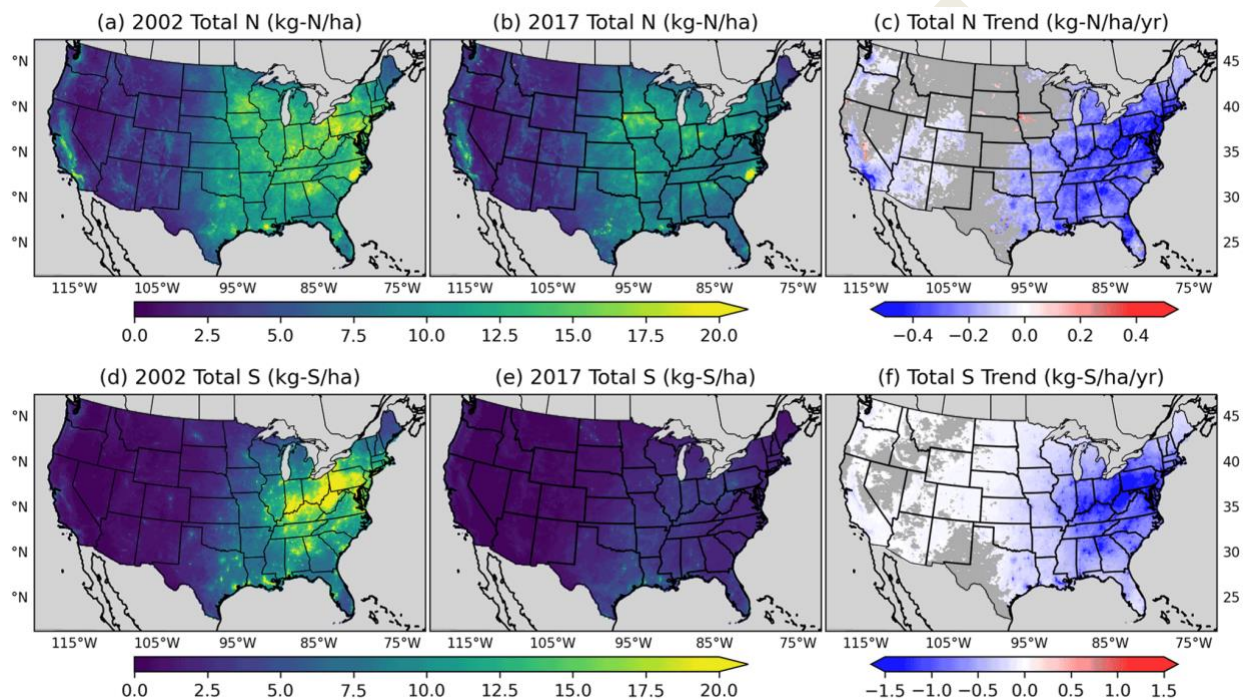 (a) 2002 Total N (kg-N/ha) (b) 2017 Total N (kg-N/ha) (c) Total N Trend (kg-N/ha/yr)
°N 45
°N 40
°N 35
°N 30
°N 25
115°W 105°W 95°W 85°W 75°W 115°W 105°W 95°W 85°W 75°W 115°W 105°W 95°W 85°W 75°W
0.0 2.5 5.0 7.5 10.0 12.5 15.0 17.5 20.0 −0.4 −0.2 0.0 0.2 0.4
(d) 2002 Total S (kg-S/ha) (e) 2017 Total S (kg-S/ha) (f) Total S Trend (kg-S/ha/yr)
°N 45
°N 40
°N 35
°N 30
°N 25
115°W 105°W 95°W 85°W 75°W 115°W 105°W 95°W 85°W 75°W 115°W 105°W 95°W 85°W 75°W
0.0 2.5 5.0 7.5 10.0 12.5 15.0 17.5 20.0 −1.5 −1.0 −0.5 0.0 0.5 1.0 1.5